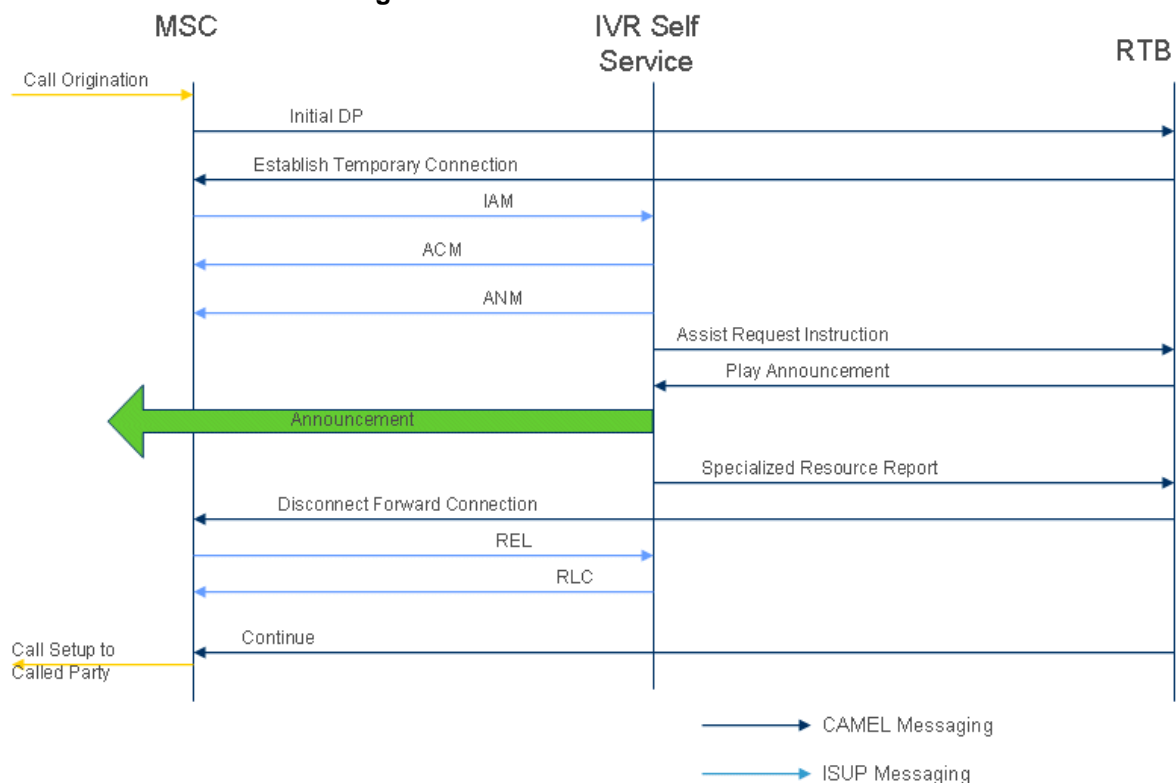 MSC
IVR Self
Service
RTB
Call Origination
Initial DP
Establish Temporary Connection
IAM
ACM
ANM
Assist Request Instruction
Play Announcement
Announcement
Specialized Resource Report
Disconnect Forward Connection
REL
RLC
Continue
Call Setup to
Called Party
CAMEL Messaging
ISUP Messaging